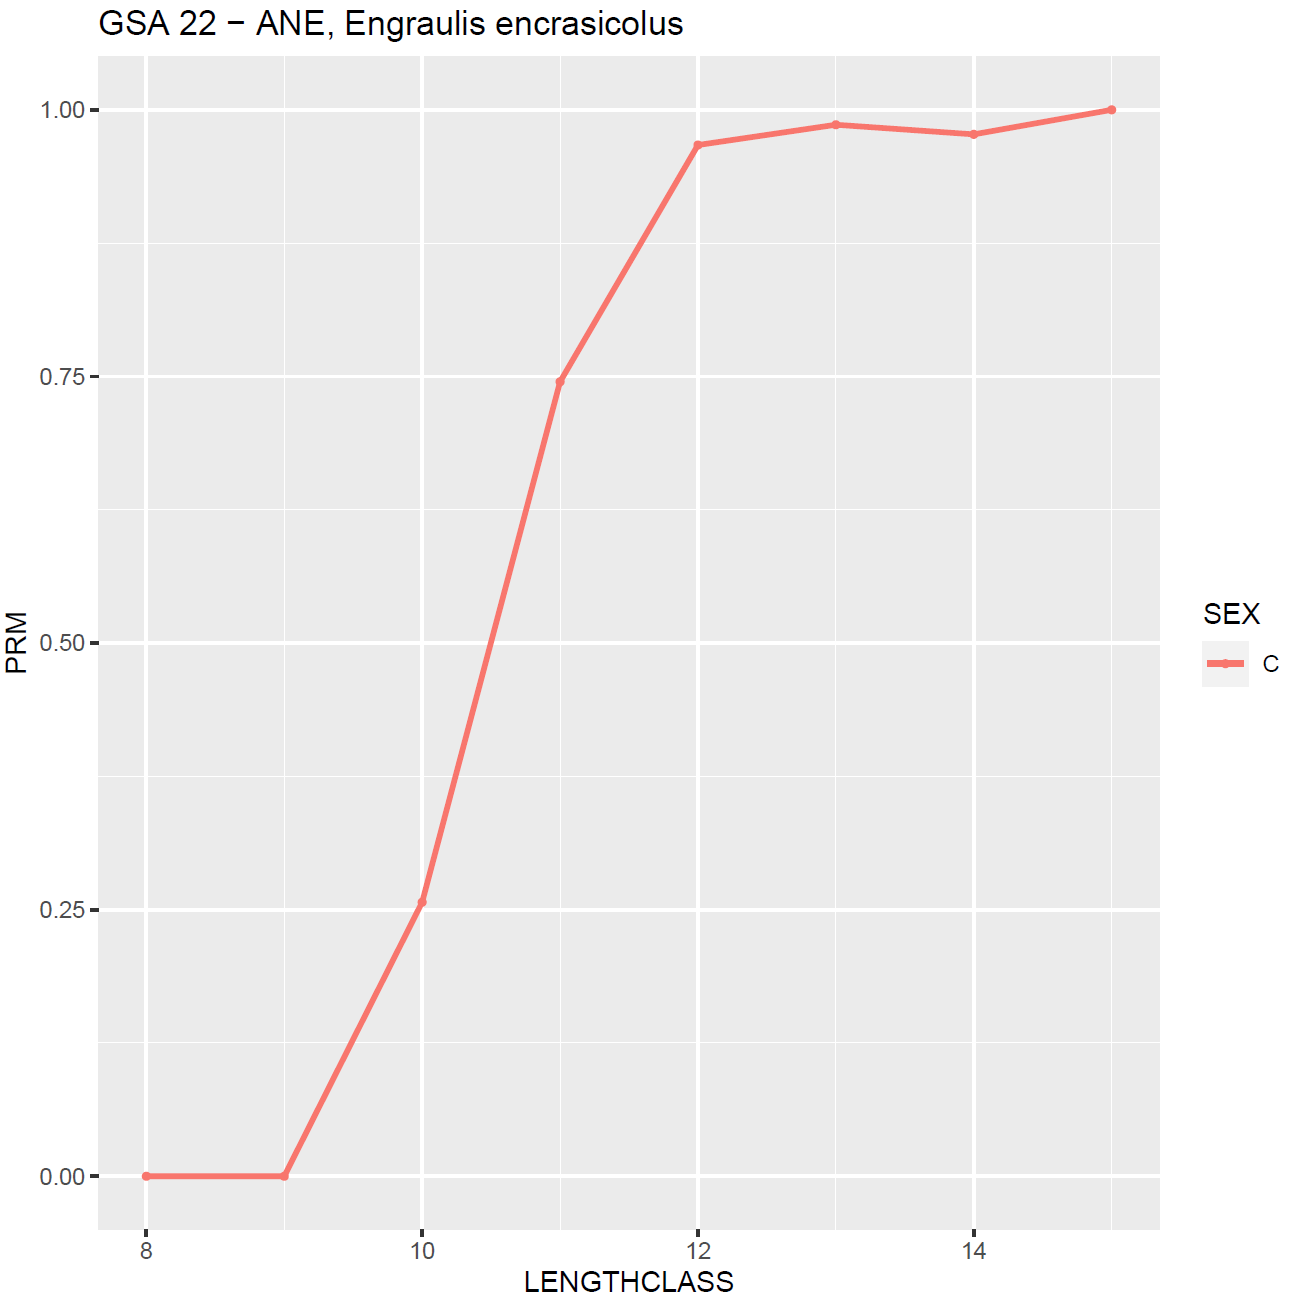 GSA 22 − ANE, Engraulis encrasicolus
1.00
0.75
0.50
0.25
0.00
PRM
8
10
12
14
LENGTHCLASS
SEX
C